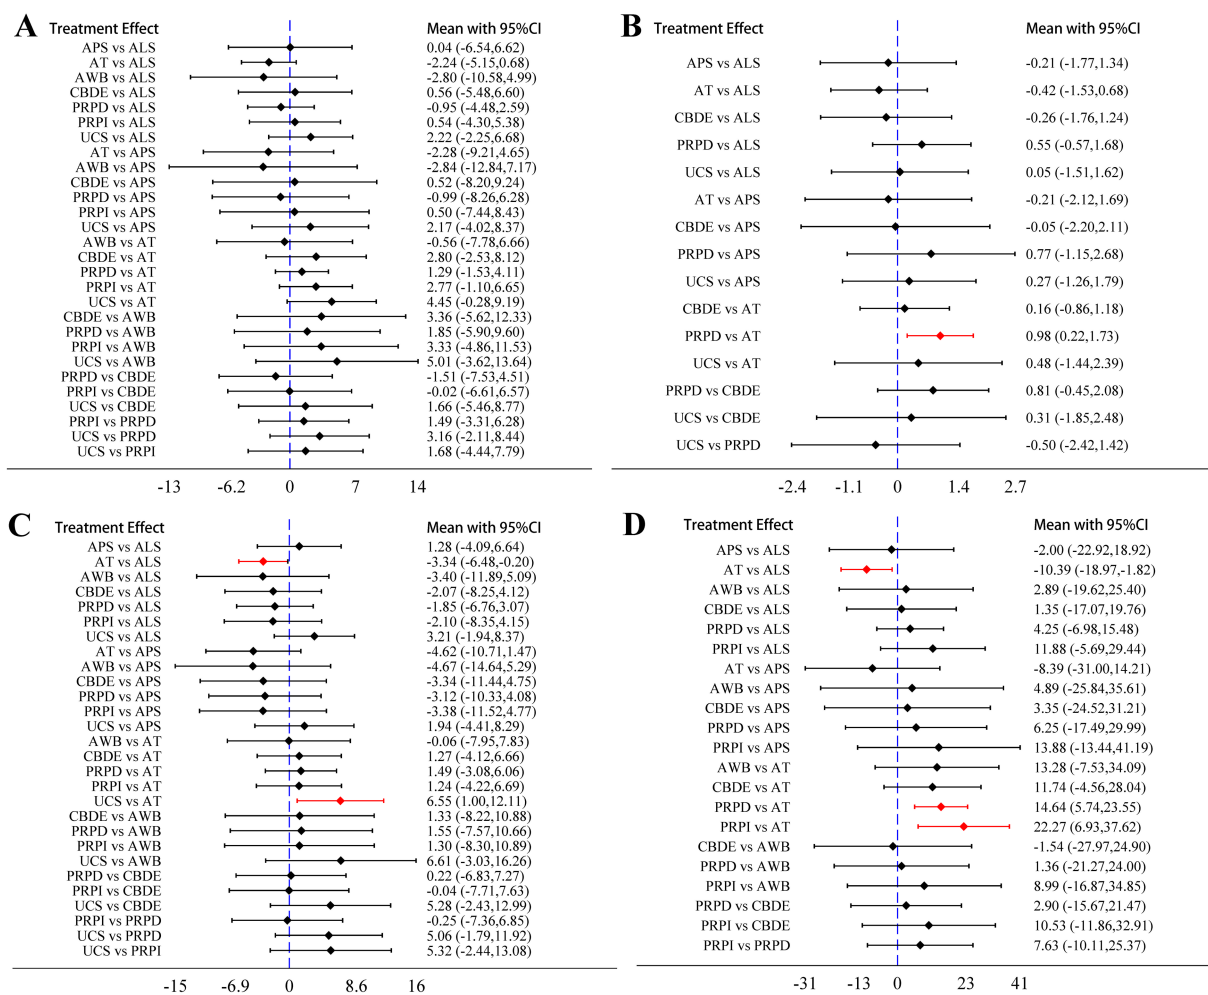 A
Treatment Effect Mean with 95%CI
APS vs ALS 0.04 (-6.54,6.62)
AT vs ALS -2.24 (-5.15,0.68)
AWB vs ALS -2.80 (-10.58,4.99)
CBDE vs ALS 0.56 (-5.48,6.60)
PRPD vs ALS -0.95 (-4.48,2.59)
PRPI vs ALS 0.54 (-4.30,5.38)
UCS vs ALS 2.22 (-2.25,6.68)
AT vs APS -2.28 (-9.21,4.65)
AWB vs APS -2.84 (-12.84,7.17)
CBDE vs APS 0.52 (-8.20,9.24)
PRPD vs APS -0.99 (-8.26,6.28)
PRPI vs APS 0.50 (-7.44,8.43)
UCS vs APS 2.17 (-4.02,8.37)
AWB vs AT -0.56 (-7.78,6.66)
CBDE vs AT 2.80 (-2.53,8.12)
PRPD vs AT 1.29 (-1.53,4.11)
PRPI vs AT 2.77 (-1.10,6.65)
UCS vs AT 4.45 (-0.28,9.19)
CBDE vs AWB 3.36 (-5.62,12.33)
PRPD vs AWB 1.85 (-5.90,9.60)
PRPI vs AWB 3.33 (-4.86,11.53)
UCS vs AWB 5.01 (-3.62,13.64)
PRPD vs CBDE -1.51 (-7.53,4.51)
PRPI vs CBDE -0.02 (-6.61,6.57)
UCS vs CBDE 1.66 (-5.46,8.77)
PRPI vs PRPD 1.49 (-3.31,6.28)
UCS vs PRPD 3.16 (-2.11,8.44)
UCS vs PRPI 1.68 (-4.44,7.79)
-13 -6.2 0 7 14
B
Treatment Effect Mean with 95%CI
APS vs ALS -0.21 (-1.77,1.34)
AT vs ALS -0.42 (-1.53,0.68)
CBDE vs ALS -0.26 (-1.76,1.24)
PRPD vs ALS 0.55 (-0.57,1.68)
UCS vs ALS 0.05 (-1.51,1.62)
AT vs APS -0.21 (-2.12,1.69)
CBDE vs APS -0.05 (-2.20,2.11)
PRPD vs APS 0.77 (-1.15,2.68)
UCS vs APS 0.27 (-1.26,1.79)
CBDE vs AT 0.16 (-0.86,1.18)
PRPD vs AT 0.98 (0.22,1.73)
UCS vs AT 0.48 (-1.44,2.39)
PRPD vs CBDE 0.81 (-0.45,2.08)
UCS vs CBDE 0.31 (-1.85,2.48)
UCS vs PRPD -0.50 (-2.42,1.42)
-2.4 -1.1 0 1.4 2.7
C
Treatment Effect Mean with 95%CI
APS vs ALS 1.28 (-4.09,6.64)
AT vs ALS -3.34 (-6.48,-0.20)
AWB vs ALS -3.40 (-11.89,5.09)
CBDE vs ALS -2.07 (-8.25,4.12)
PRPD vs ALS -1.85 (-6.76,3.07)
PRPI vs ALS -2.10 (-8.35,4.15)
UCS vs ALS 3.21 (-1.94,8.37)
AT vs APS -4.62 (-10.71,1.47)
AWB vs APS -4.67 (-14.64,5.29)
CBDE vs APS -3.34 (-11.44,4.75)
PRPD vs APS -3.12 (-10.33,4.08)
PRPI vs APS -3.38 (-11.52,4.77)
UCS vs APS 1.94 (-4.41,8.29)
AWB vs AT -0.06 (-7.95,7.83)
CBDE vs AT 1.27 (-4.12,6.66)
PRPD vs AT 1.49 (-3.08,6.06)
PRPI vs AT 1.24 (-4.22,6.69)
UCS vs AT 6.55 (1.00,12.11)
CBDE vs AWB 1.33 (-8.22,10.88)
PRPD vs AWB 1.55 (-7.57,10.66)
PRPI vs AWB 1.30 (-8.30,10.89)
UCS vs AWB 6.61 (-3.03,16.26)
PRPD vs CBDE 0.22 (-6.83,7.27)
PRPI vs CBDE -0.04 (-7.71,7.63)
UCS vs CBDE 5.28 (-2.43,12.99)
PRPI vs PRPD -0.25 (-7.36,6.85)
UCS vs PRPD 5.06 (-1.79,11.92)
UCS vs PRPI 5.32 (-2.44,13.08)
-15 -6.9 0 8.6 16
D
Treatment Effect Mean with 95%CI
APS vs ALS -2.00 (-22.92,18.92)
AT vs ALS -10.39 (-18.97,-1.82)
AWB vs ALS 2.89 (-19.62,25.40)
CBDE vs ALS 1.35 (-17.07,19.76)
PRPD vs ALS 4.25 (-6.98,15.48)
PRPI vs ALS 11.88 (-5.69,29.44)
AT vs APS -8.39 (-31.00,14.21)
AWB vs APS 4.89 (-25.84,35.61)
CBDE vs APS 3.35 (-24.52,31.21)
PRPD vs APS 6.25 (-17.49,29.99)
PRPI vs APS 13.88 (-13.44,41.19)
AWB vs AT 13.28 (-7.53,34.09)
CBDE vs AT 11.74 (-4.56,28.04)
PRPD vs AT 14.64 (5.74,23.55)
PRPI vs AT 22.27 (6.93,37.62)
CBDE vs AWB -1.54 (-27.97,24.90)
PRPD vs AWB 1.36 (-21.27,24.00)
PRPI vs AWB 8.99 (-16.87,34.85)
PRPD vs CBDE 2.90 (-15.67,21.47)
PRPI vs CBDE 10.53 (-11.86,32.91)
PRPI vs PRPD 7.63 (-10.11,25.37)
-31 -13 0 23 41